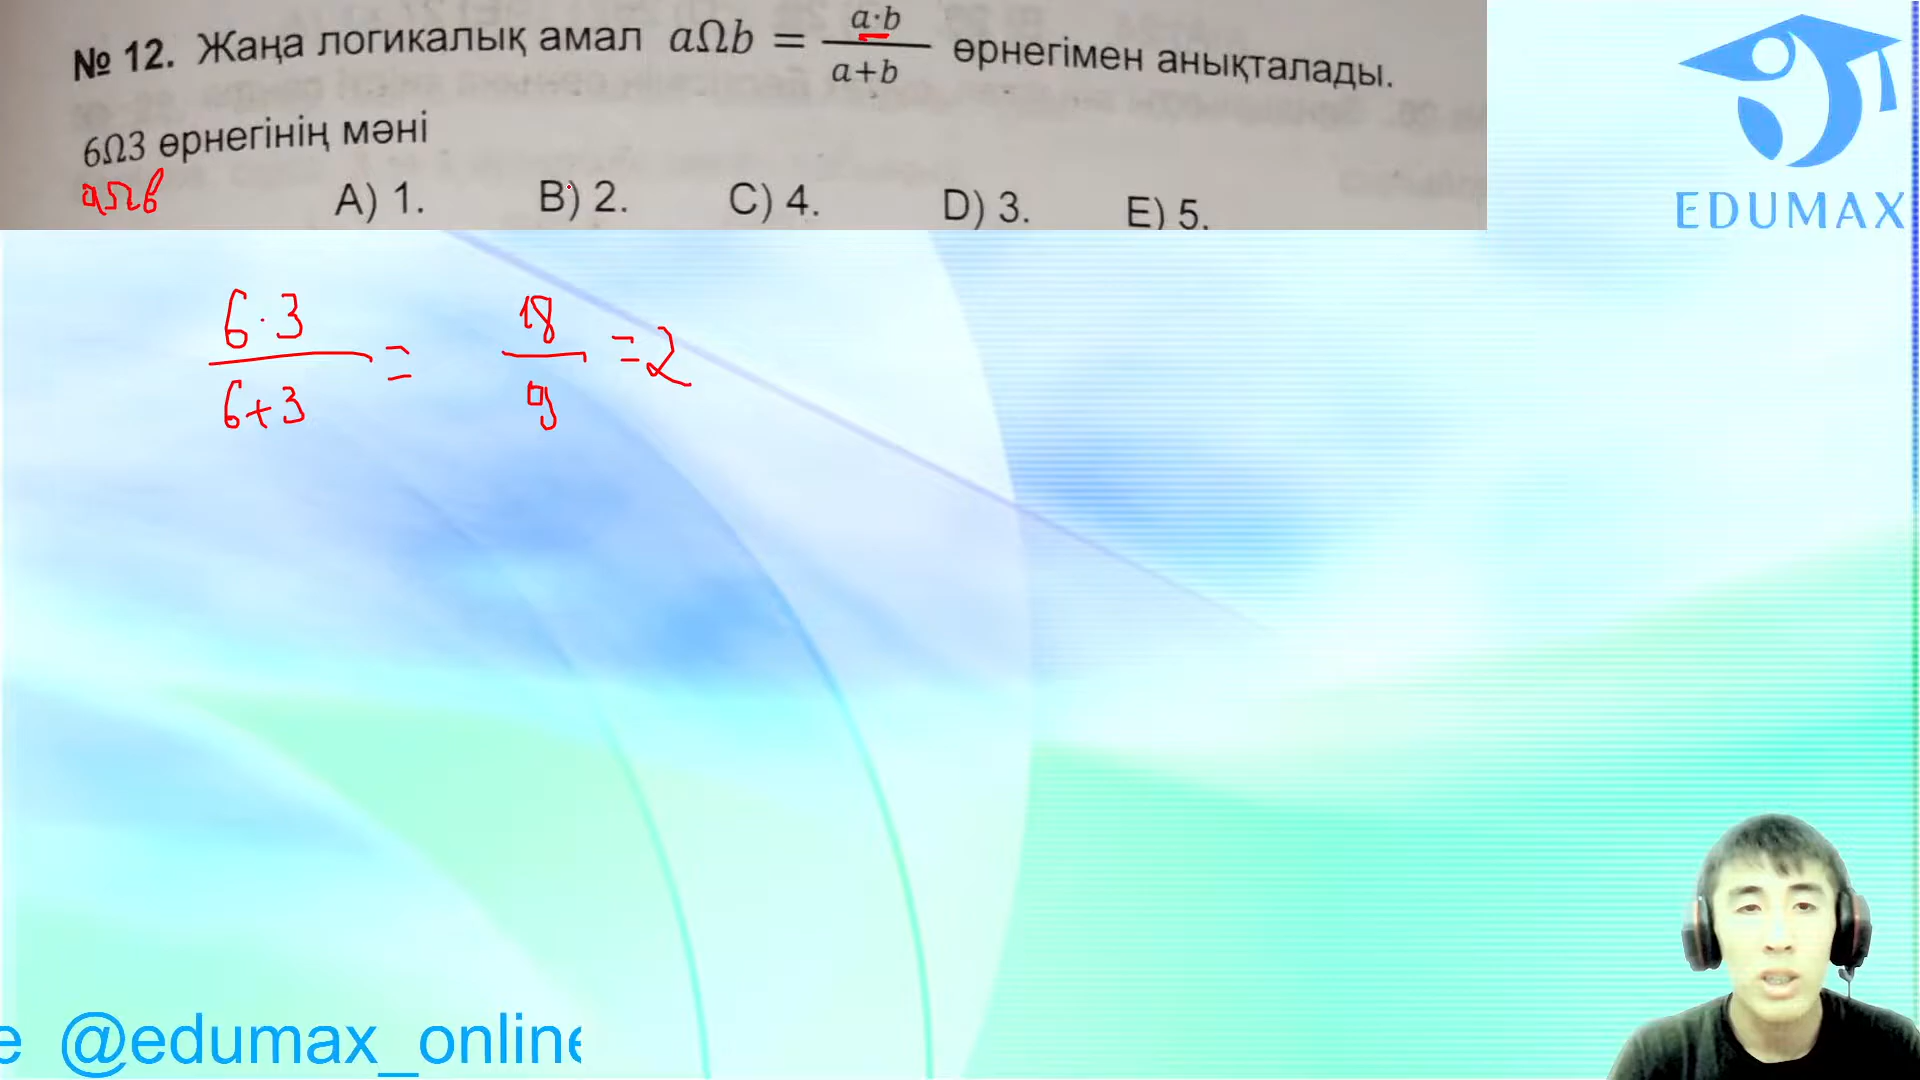 № 12. Жаңа логикалық амал aΩb = a·b / a+b өрнегімен анықталады.
6Ω3 өрнегінің мәні
aΩb
A) 1. B) 2. C) 4. D) 3. E) 5.
EDUMAX
6·3 / 6+3 = 18 / 9 = 2
e @edumax_online